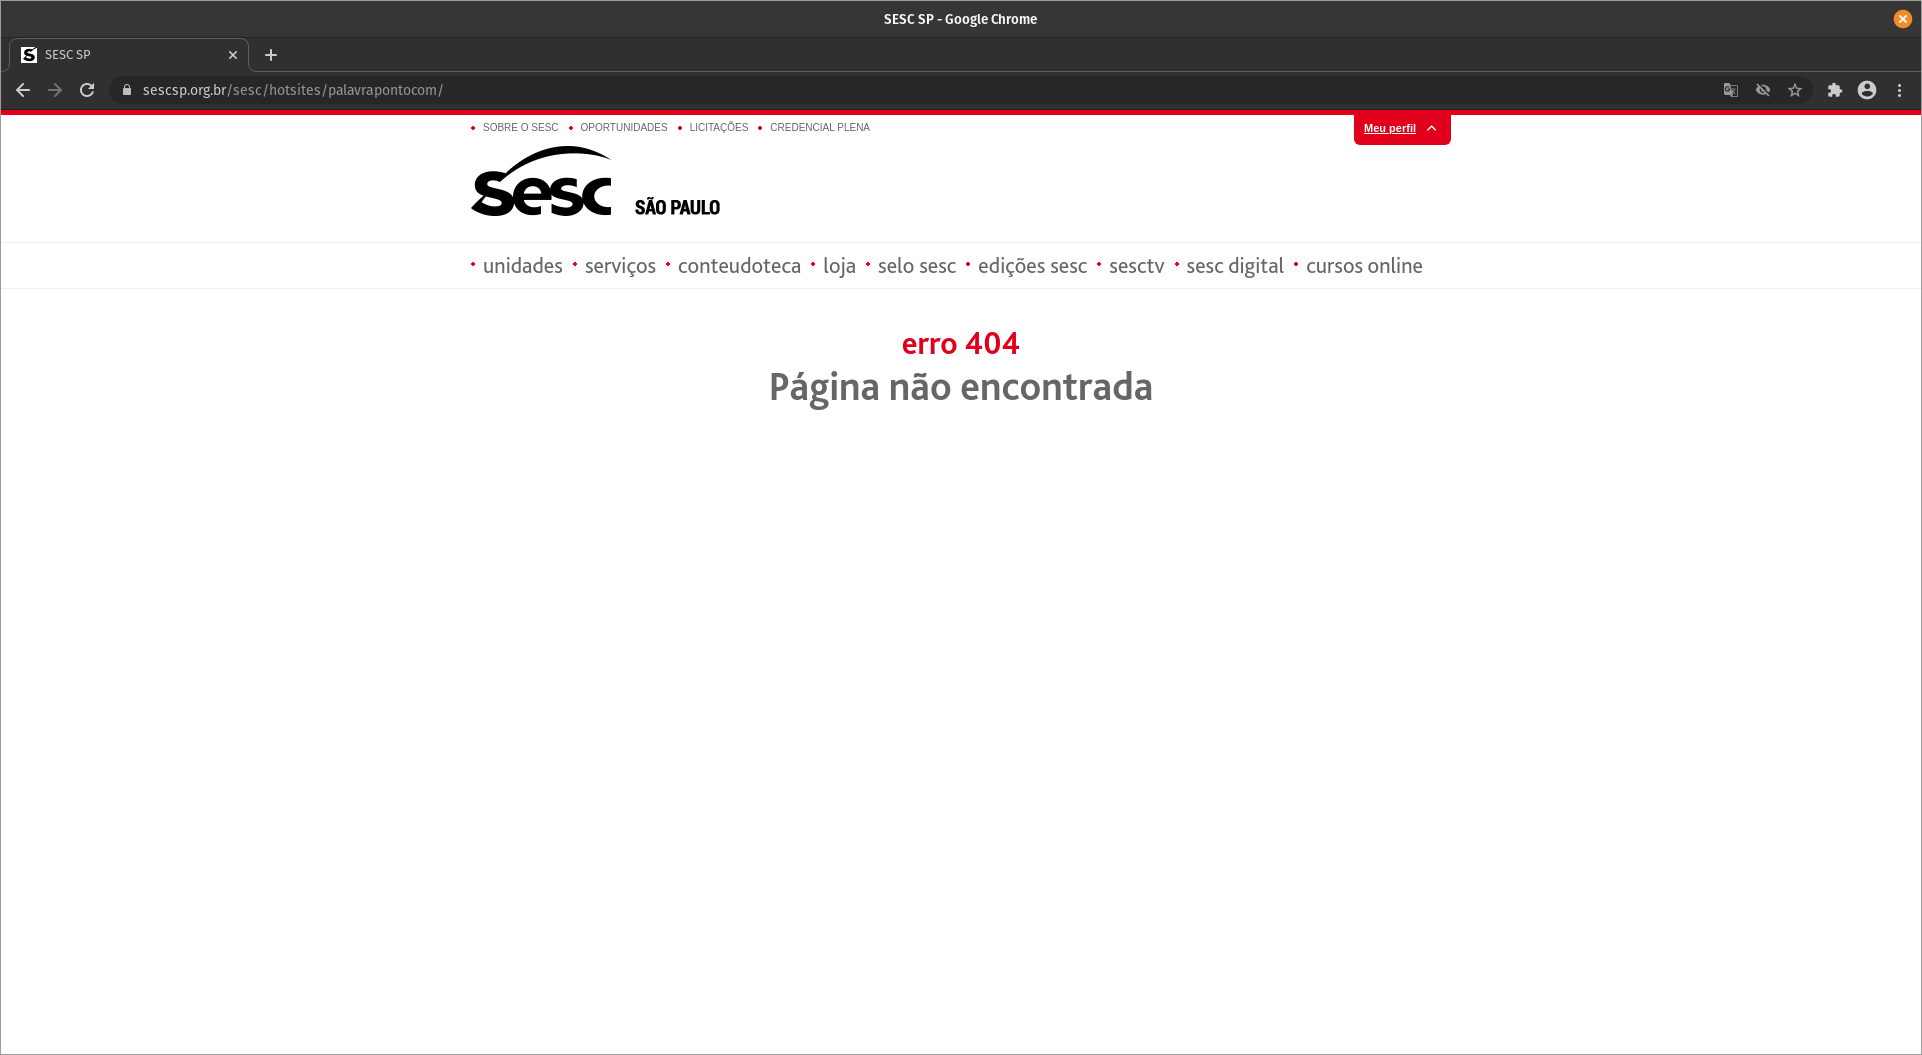 SESC SP - Google Chrome
SESC SP
sescsp.org.br/sesc/hotsites/palavrapontocom/
SOBRE O SESC OPORTUNIDADES LICITAÇÕES CREDENCIAL PLENA Meu perfil
Sesc SÃO PAULO
unidades serviços conteudoteca loja selo sesc edições sesc sesctv sesc digital cursos online
erro 404
Página não encontrada